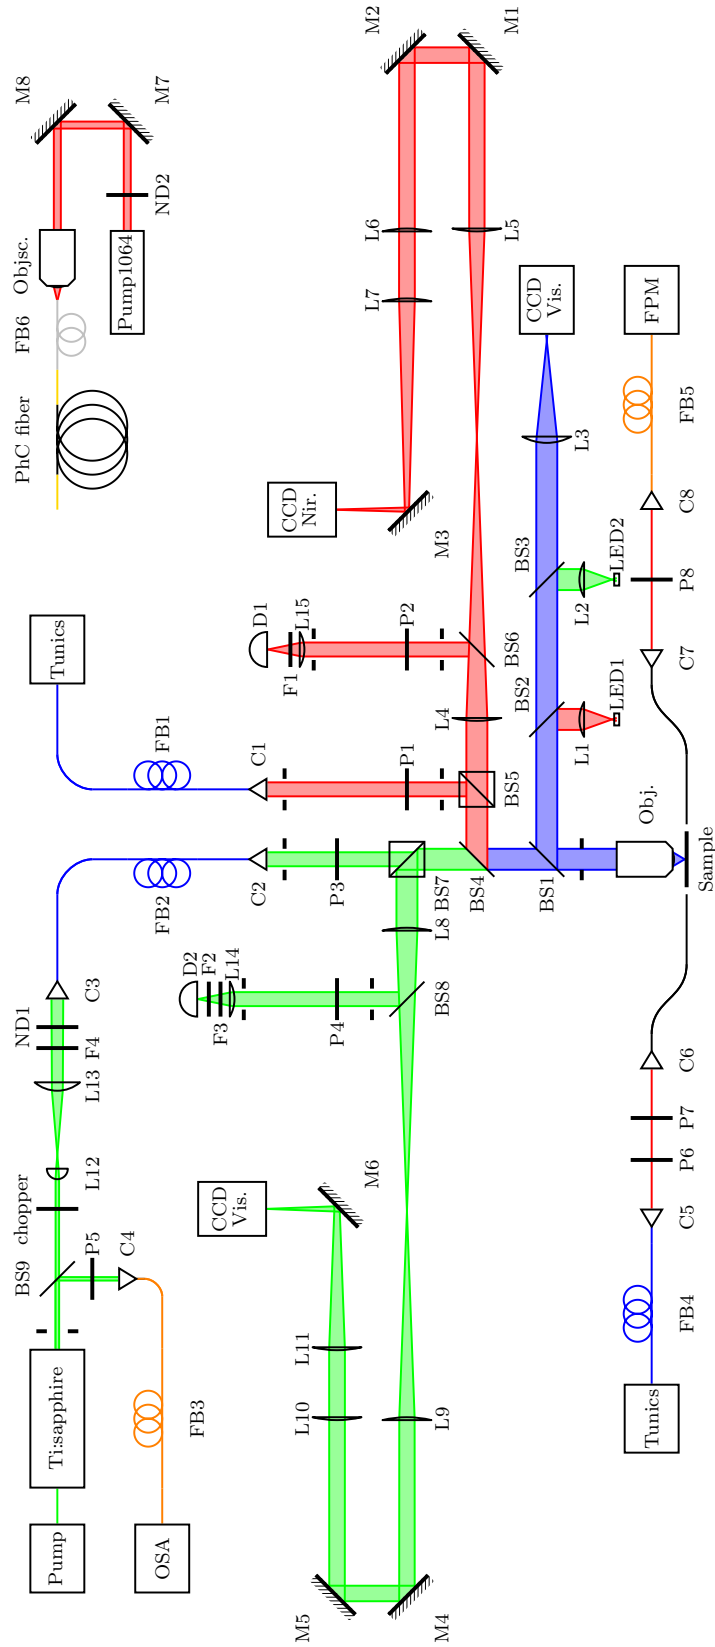 Pump
Ti:sapphire
BS9
chopper
L12
L13
F4
ND1
C3
P5
C4
OSA
FB3
FB2
FB1
Tunics
C2
C1
PhC fiber
FB6
Objsc.
M8
M7
ND2
Pump1064
CCD
Vis.
M6
D2
F2
L14
F3
D1
L15
F1
P3
P1
P4
P2
CCD
Nir.
M3
L7
L6
M2
M1
M5
L10
L11
M4
L9
BS8
L8
BS7
BS4
BS5
L4
BS6
L5
BS1
BS2
BS3
L3
CCD
Vis.
L1
LED1
L2
LED2
Obj.
Sample
Tunics
FB4
C5
P6
P7
C6
C7
P8
C8
FB5
FPM